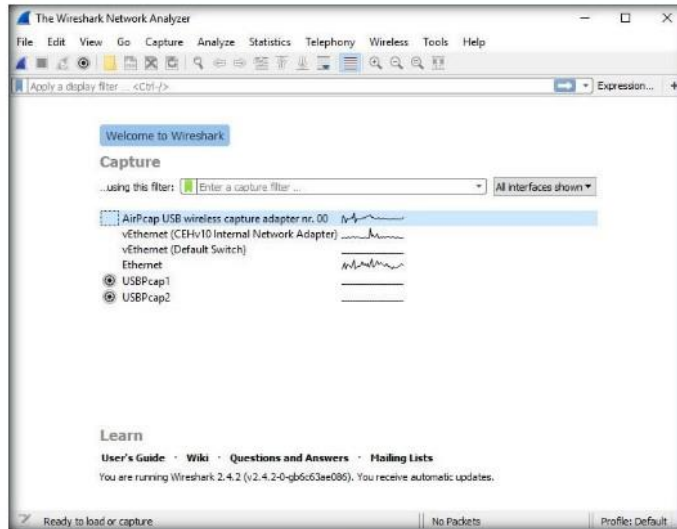 The Wireshark Network Analyzer
File Edit View Go Capture Analyze Statistics Telephony Wireless Tools Help
Apply a display filter ... <Ctrl-/> Expression... +
Welcome to Wireshark
Capture
...using this filter: Enter a capture filter ... All interfaces shown
AirPcap USB wireless capture adapter nr. 00
vEthernet (CEHv10 Internal Network Adapter)
vEthernet (Default Switch)
Ethernet
USBPcap1
USBPcap2
Learn
User's Guide · Wiki · Questions and Answers · Mailing Lists
You are running Wireshark 2.4.2 (v2.4.2-0-gb6c63ae086). You receive automatic updates.
Ready to load or capture No Packets Profile: Default